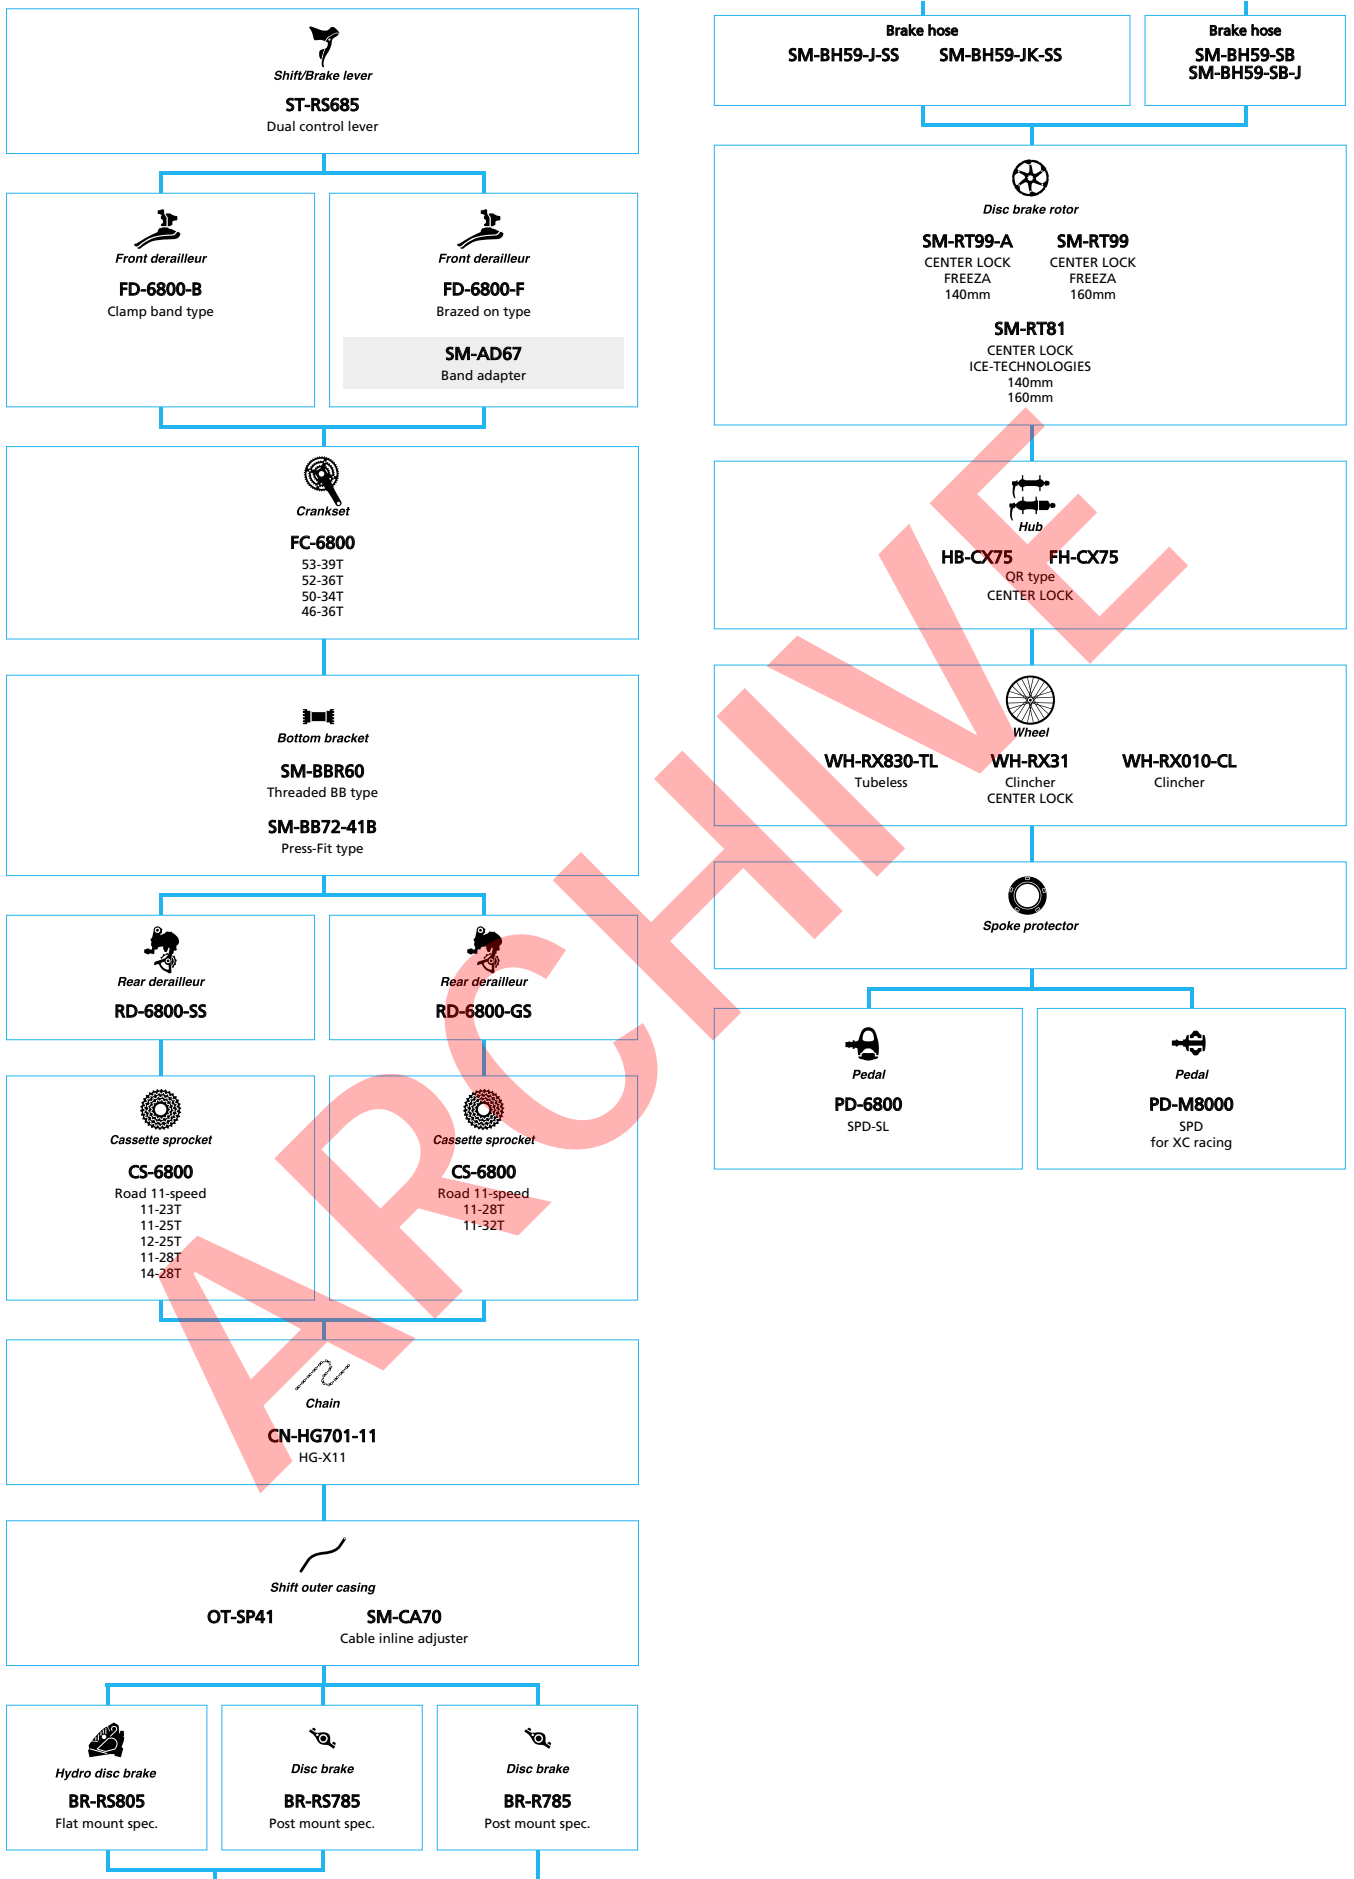 Shift/Brake lever
ST-RS685
Dual control lever
Front derailleur
FD-6800-B
Clamp band type
Front derailleur
FD-6800-F
Brazed on type
SM-AD67
Band adapter
Crankset
FC-6800
53-39T
52-36T
50-34T
46-36T
Bottom bracket
SM-BBR60
Threaded BB type
SM-BB72-41B
Press-Fit type
Rear derailleur
RD-6800-SS
Rear derailleur
RD-6800-GS
Cassette sprocket
CS-6800
Road 11-speed
11-23T
11-25T
12-25T
11-28T
14-28T
Cassette sprocket
CS-6800
Road 11-speed
11-28T
11-32T
Chain
CN-HG701-11
HG-X11
Shift outer casing
OT-SP41
SM-CA70
Cable inline adjuster
Hydro disc brake
BR-RS805
Flat mount spec.
Disc brake
BR-RS785
Post mount spec.
Disc brake
BR-R785
Post mount spec.
Brake hose
SM-BH59-J-SS SM-BH59-JK-SS
Brake hose
SM-BH59-SB
SM-BH59-SB-J
Disc brake rotor
SM-RT99-A
CENTER LOCK
FREEZA
140mm
SM-RT99
CENTER LOCK
FREEZA
160mm
SM-RT81
CENTER LOCK
ICE-TECHNOLOGIES
140mm
160mm
Hub
HB-CX75 FH-CX75
QR type
CENTER LOCK
Wheel
WH-RX830-TL
Tubeless
WH-RX31
Clincher
CENTER LOCK
WH-RX010-CL
Clincher
Spoke protector
Pedal
PD-6800
SPD-SL
Pedal
PD-M8000
SPD
for XC racing
ARCHIVE